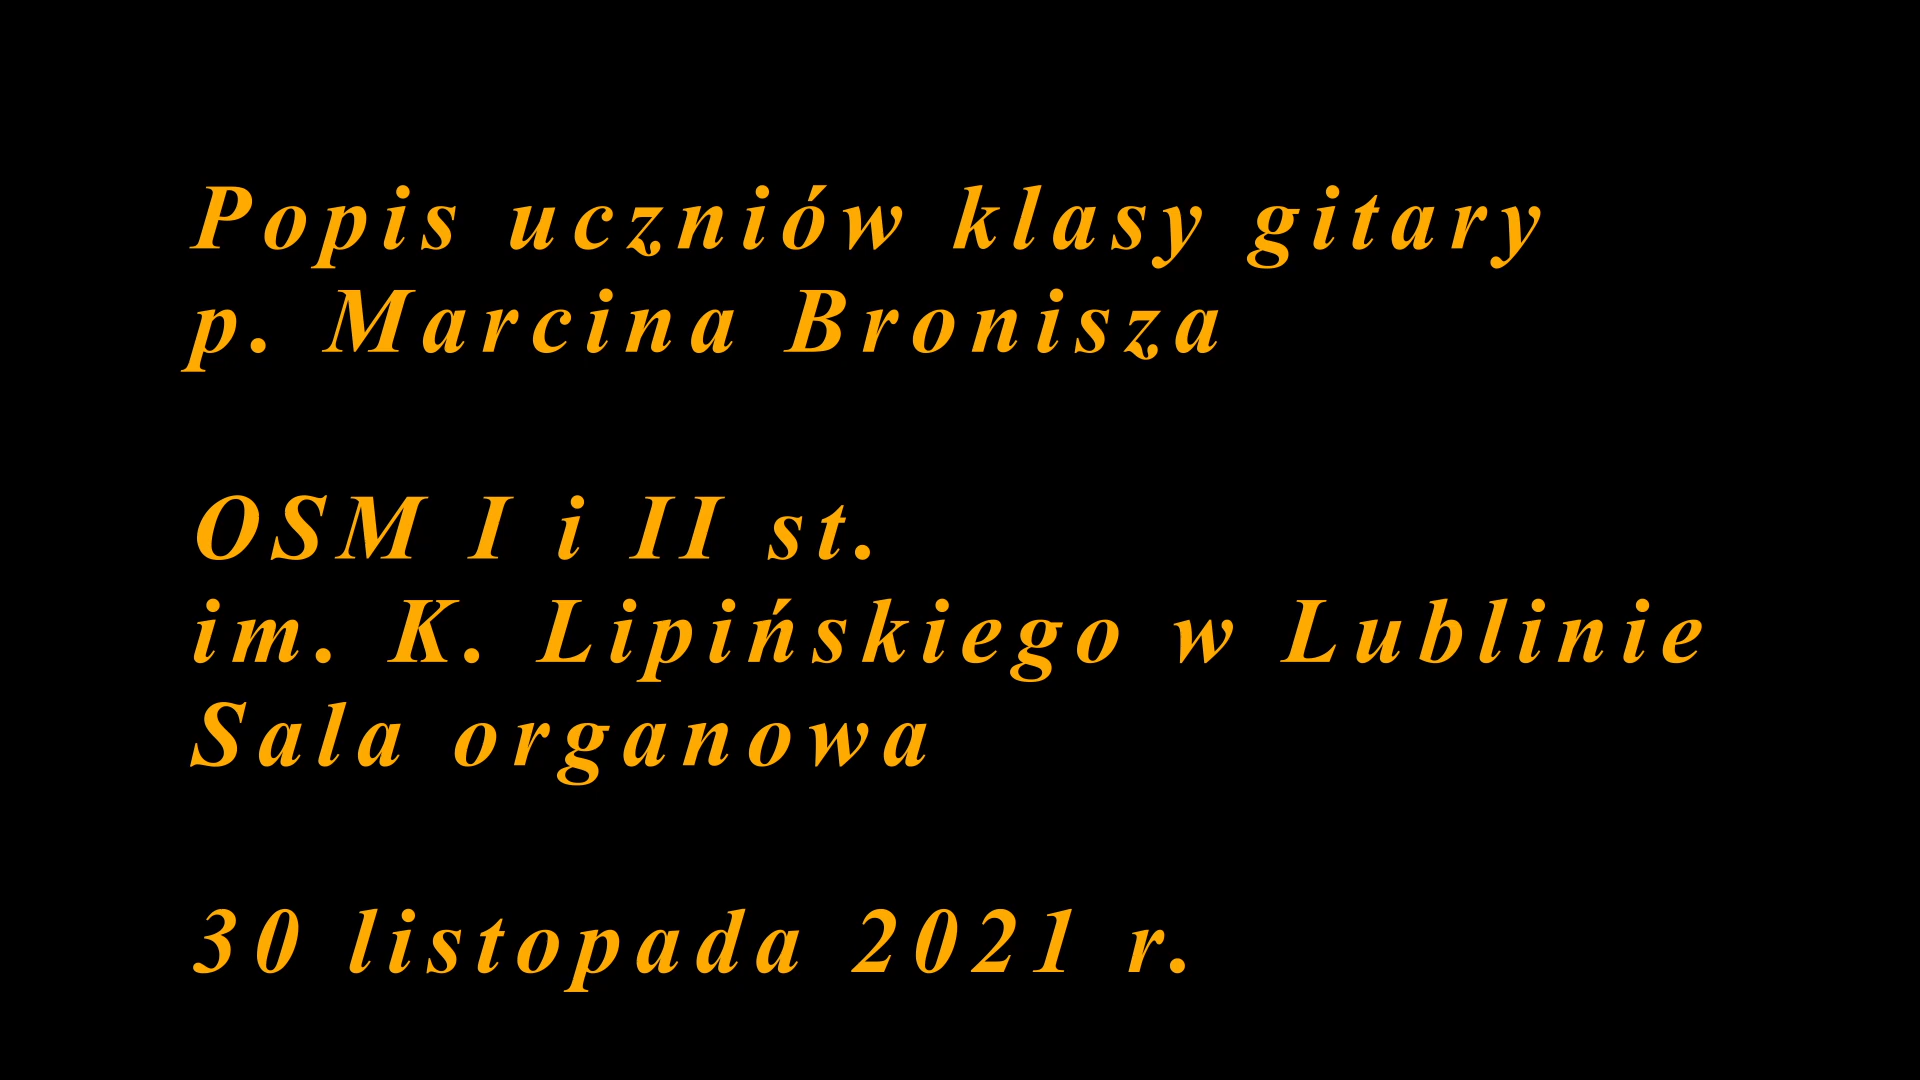 Popis uczniów klasy gitary
p. Marcina Bronisza
OSM I i II st.
im. K. Lipińskiego w Lublinie
Sala organowa
30 listopada 2021 r.